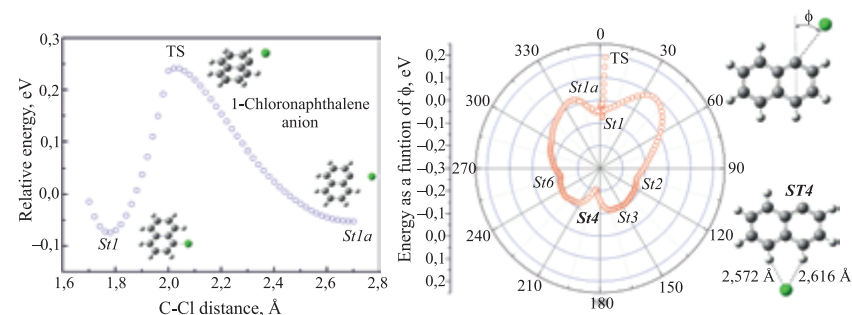 Relative energy, eV
0,3
0,2
0,1
0,0
–0,1
TS
1-Chloronaphthalene
anion
St1
St1a
1,6
1,8
2,0
2,2
2,4
2,6
2,8
C-Cl distance, Å
Energy as a funtion of ϕ, eV
0,2
0,1
0,0
–0,1
–0,2
–0,3
–0,2
–0,1
0,0
0,1
0,2
0
30
60
90
120
150
180
210
240
270
300
330
TS
St1a
St1
St2
St3
St4
St6
ϕ
ST4
2,572 Å
2,616 Å